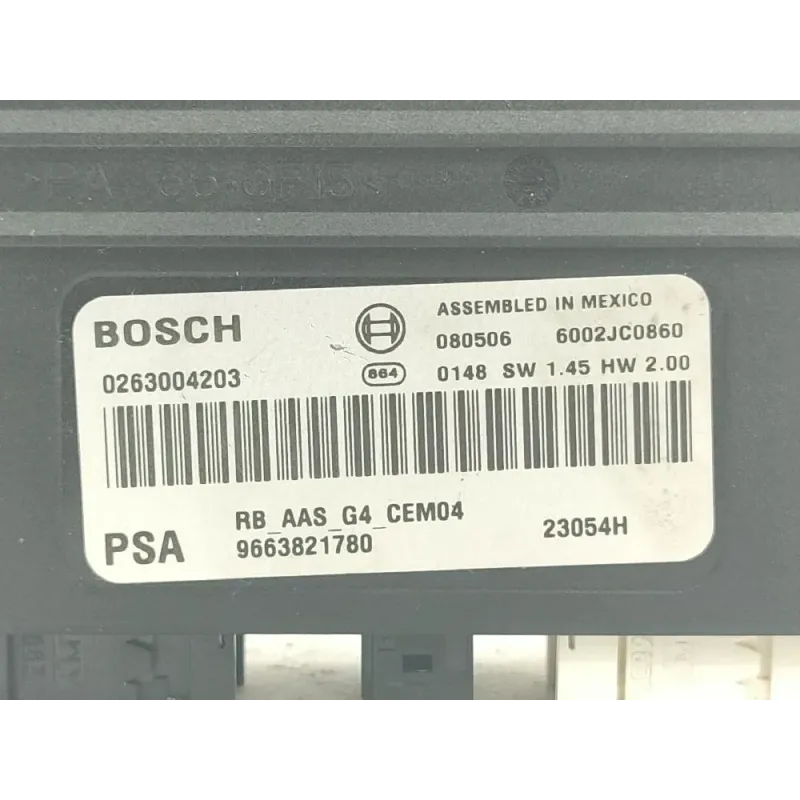 BOSCH
ASSEMBLED IN MEXICO
080506 6002JC0860
0263004203
864
0148 SW 1.45 HW 2.00
RB_AAS_G4_CEM04
PSA
9663821780
23054H